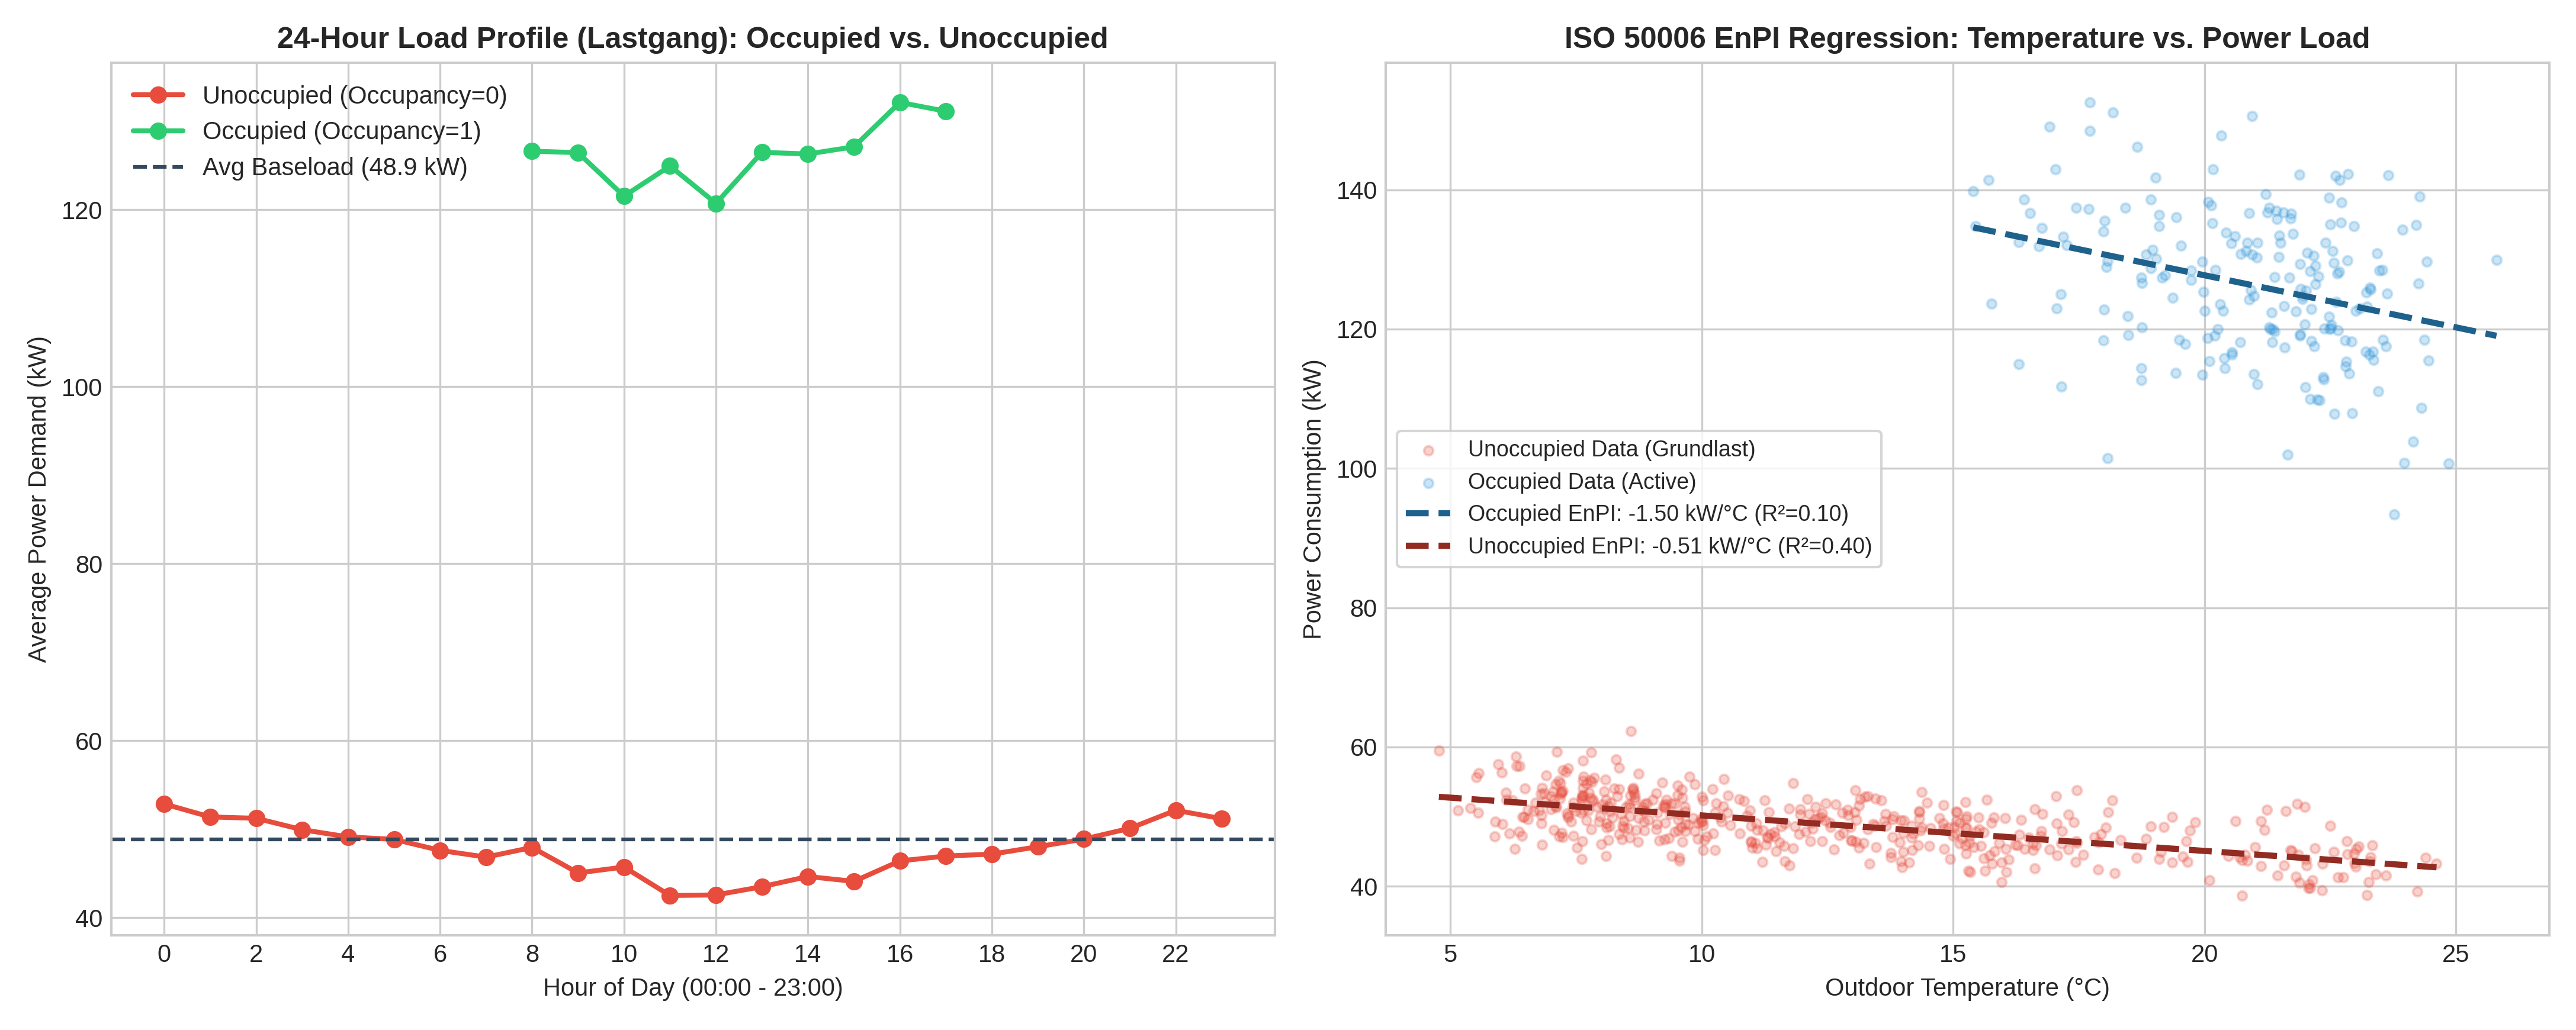 24-Hour Load Profile (Lastgang): Occupied vs. Unoccupied
Unoccupied (Occupancy=0)
Occupied (Occupancy=1)
Avg Baseload (48.9 kW)
Average Power Demand (kW)
120
100
80
60
40
0 2 4 6 8 10 12 14 16 18 20 22
Hour of Day (00:00 - 23:00)
ISO 50006 EnPI Regression: Temperature vs. Power Load
Power Consumption (kW)
140
120
100
80
60
40
Unoccupied Data (Grundlast)
Occupied Data (Active)
Occupied EnPI: -1.50 kW/°C (R²=0.10)
Unoccupied EnPI: -0.51 kW/°C (R²=0.40)
5 10 15 20 25
Outdoor Temperature (°C)